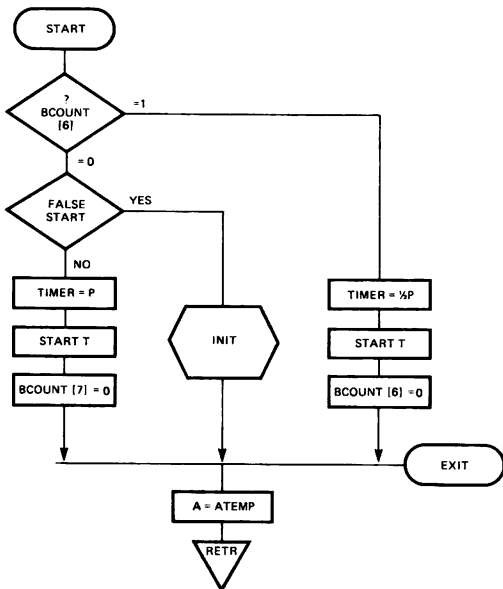 START
?
BCOUNT
[6]
=1
= 0
FALSE
START
YES
NO
TIMER = P
START T
BCOUNT [7] = 0
INIT
TIMER = ½P
START T
BCOUNT [6] =0
EXIT
A = ATEMP
RETR